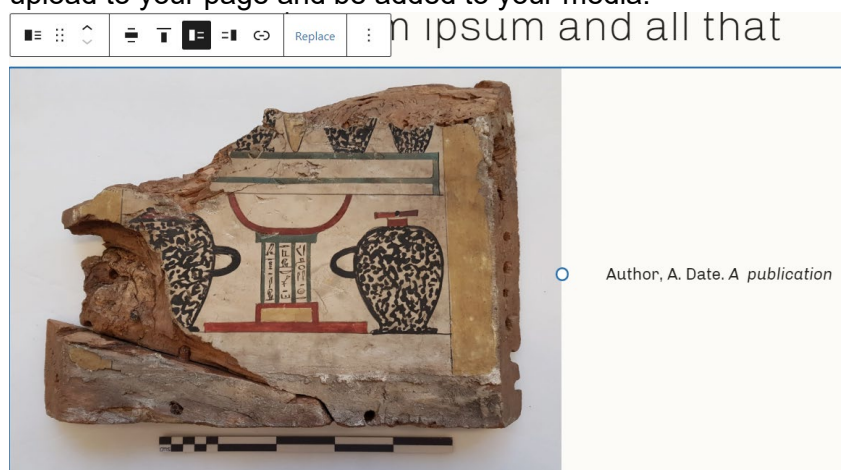 upload to your page and be added to your media.
Replace
m ipsum and all that
Author, A. Date. A publication